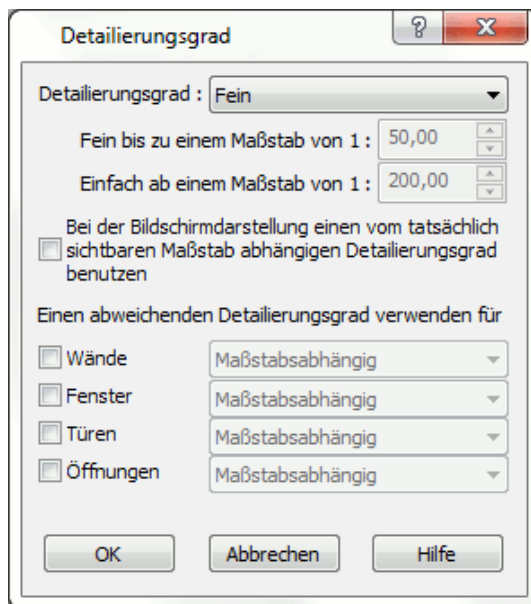 Detailierungsgrad
Detailierungsgrad : Fein
Fein bis zu einem Maßstab von 1 : 50,00
Einfach ab einem Maßstab von 1 : 200,00
Bei der Bildschirmdarstellung einen vom tatsächlich
sichtbaren Maßstab abhängigen Detailierungsgrad
benutzen
Einen abweichenden Detailierungsgrad verwenden für
Wände Maßstabsabhängig
Fenster Maßstabsabhängig
Türen Maßstabsabhängig
Öffnungen Maßstabsabhängig
OK Abbrechen Hilfe